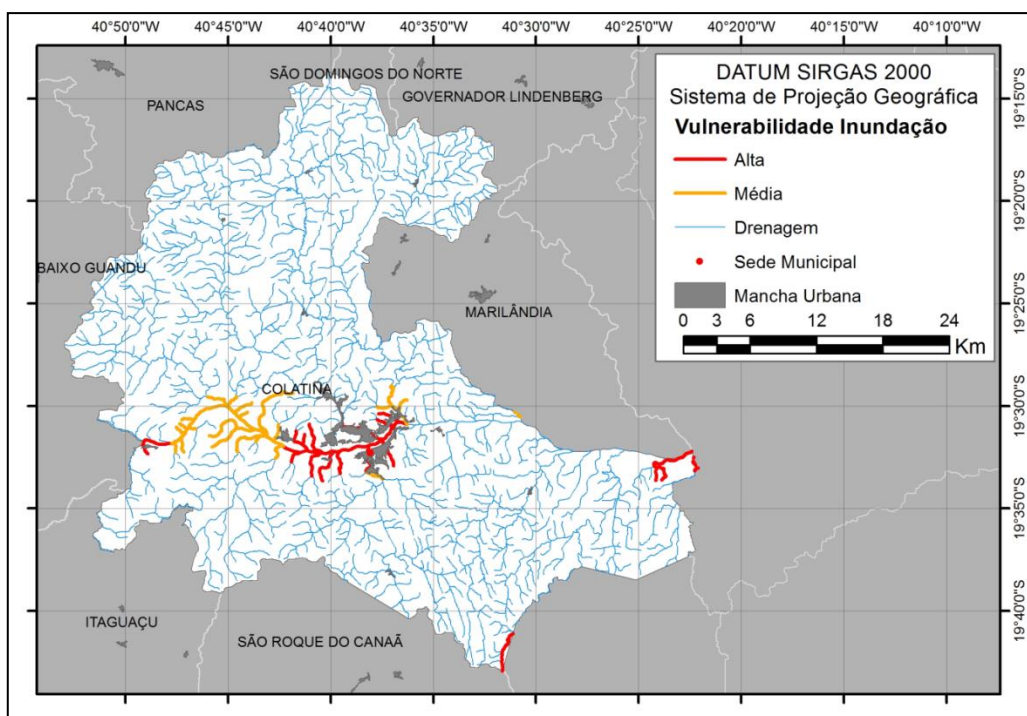 40°50'0"W 40°45'0"W 40°40'0"W 40°35'0"W 40°30'0"W 40°25'0"W 40°20'0"W 40°15'0"W 40°10'0"W
SÃO DOMINGOS DO NORTE
GOVERNADOR LINDENBERG
PANCAS
BAIXO GUANDU
MARILÂNDIA
COLATINA
ITAGUAÇU
SÃO ROQUE DO CANAÃ
DATUM SIRGAS 2000
Sistema de Projeção Geográfica
Vulnerabilidade Inundação
Alta
Média
Drenagem
Sede Municipal
Mancha Urbana
0 3 6 12 18 24
Km
19°15'0"S
19°20'0"S
19°25'0"S
19°30'0"S
19°35'0"S
19°40'0"S